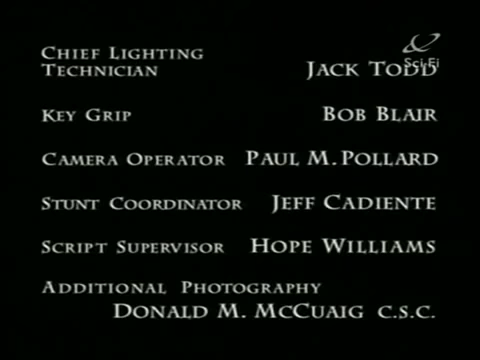 CHIEF LIGHTING
TECHNICIAN JACK TODD
Sci-Fi
KEY GRIP BOB BLAIR
CAMERA OPERATOR PAUL M. POLLARD
STUNT COORDINATOR JEFF CADIENTE
SCRIPT SUPERVISOR HOPE WILLIAMS
ADDITIONAL PHOTOGRAPHY
DONALD M. MCCUAIG C.S.C.